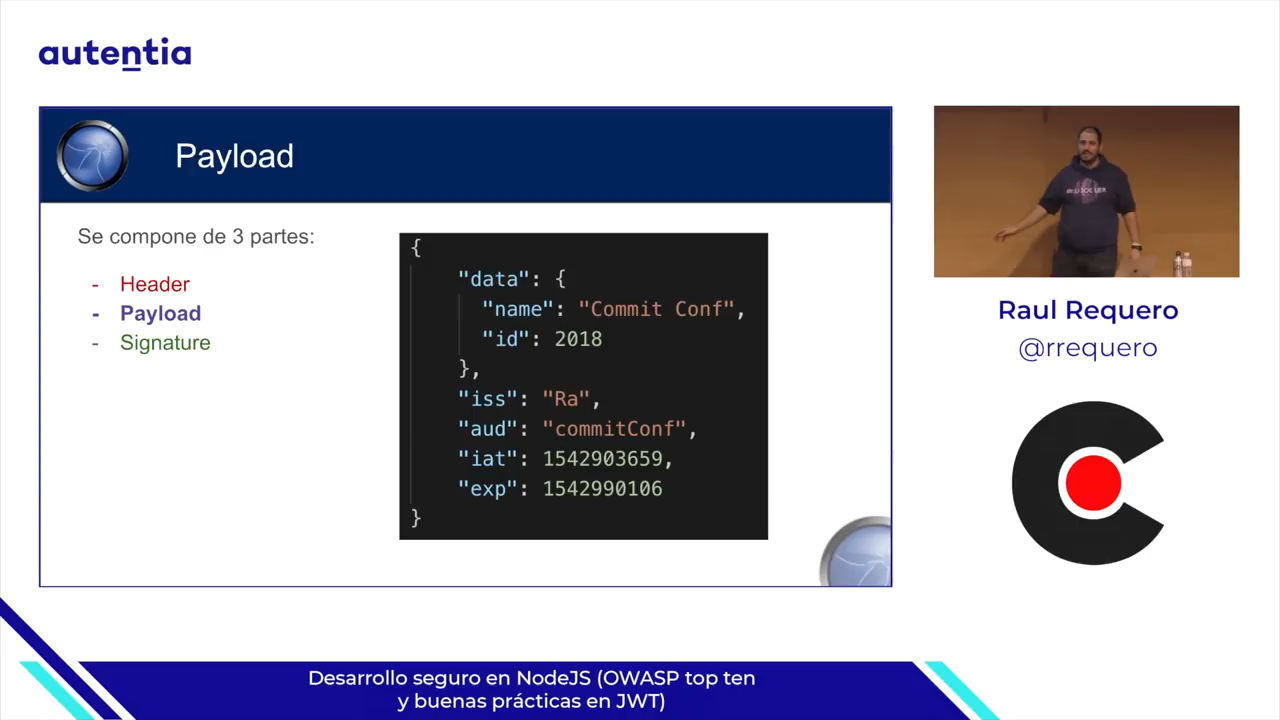 autentia
Payload
Se compone de 3 partes:
- Header
- Payload
- Signature
{
"data": {
"name": "Commit Conf",
"id": 2018
},
"iss": "Ra",
"aud": "commitConf",
"iat": 1542903659,
"exp": 1542990106
}
Raul Requero
@rrequero
Desarrollo seguro en NodeJS (OWASP top ten
y buenas prácticas en JWT)